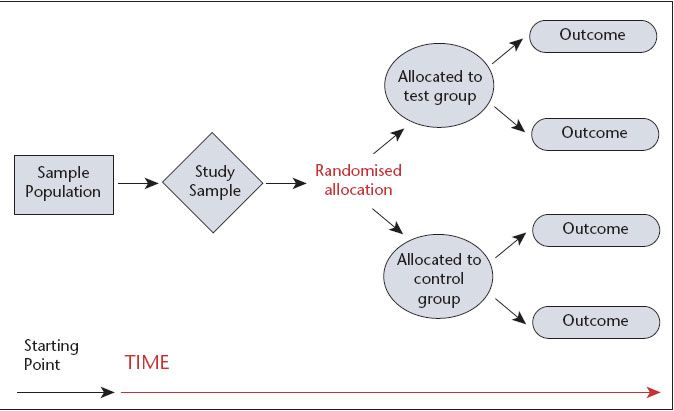 Sample
Population
Study
Sample
Randomised
allocation
Allocated to
test group
Outcome
Outcome
Allocated to
control
group
Outcome
Outcome
Starting
Point
TIME